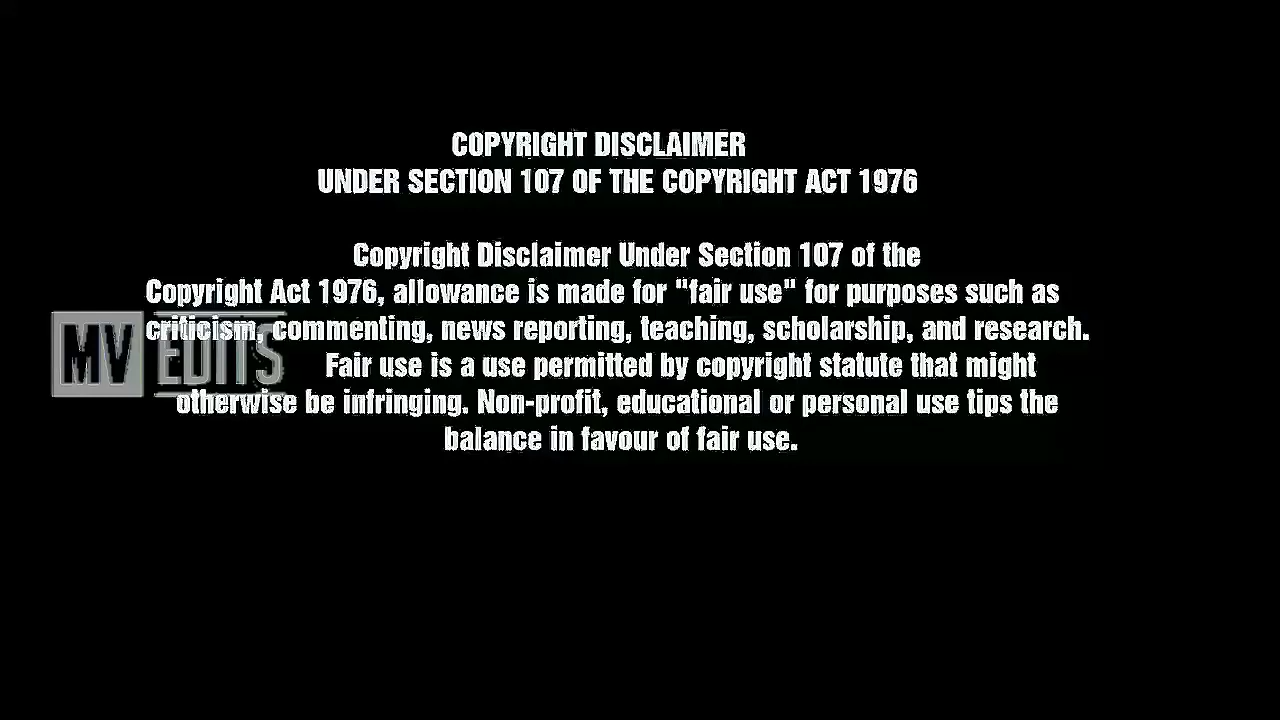 COPYRIGHT DISCLAIMER
UNDER SECTION 107 OF THE COPYRIGHT ACT 1976
Copyright Disclaimer Under Section 107 of the
Copyright Act 1976, allowance is made for "fair use" for purposes such as
criticism, commenting, news reporting, teaching, scholarship, and research.
MV EDITS
Fair use is a use permitted by copyright statute that might
otherwise be infringing. Non-profit, educational or personal use tips the
balance in favour of fair use.